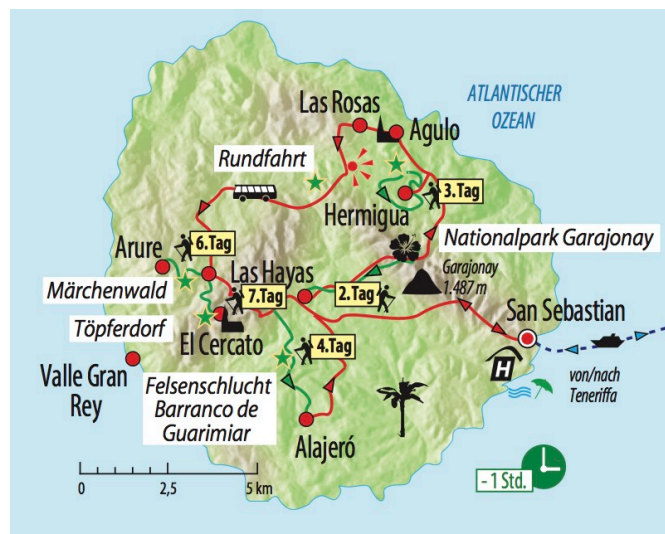 Las Rosas
ATLANTISCHER
OZEAN
Agulo
Rundfahrt
3.Tag
Hermigua
6.Tag
Nationalpark Garajonay
Arure
Las Hayas
Garajonay
1.487 m
Märchenwald
7.Tag
2.Tag
San Sebastian
Töpferdorf
El Cercato
4.Tag
H
von/nach
Teneriffa
Valle Gran
Rey
Felsenschlucht
Barranco de
Guarimiar
Alajeró
0 2,5 5 km
- 1 Std.